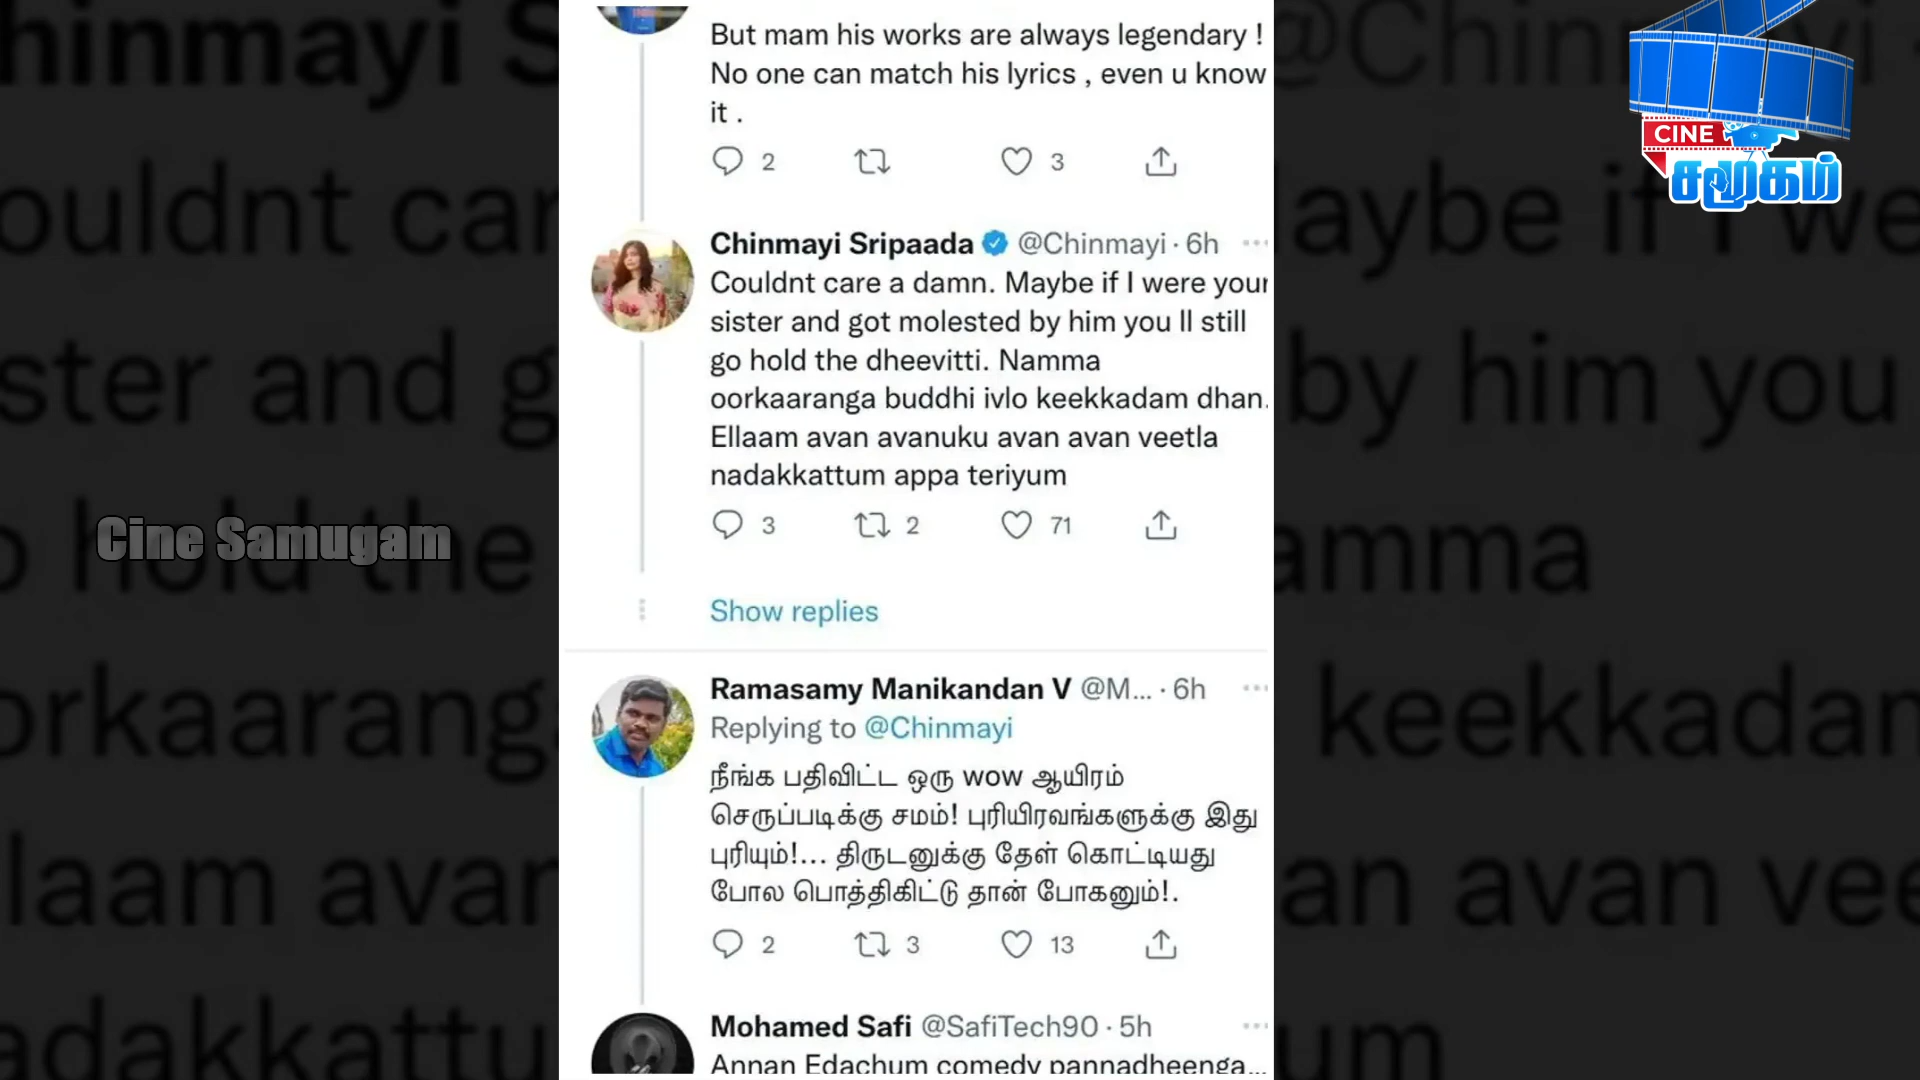 But mam his works are always legendary !
No one can match his lyrics , even u know
it .
2 3
Chinmayi Sripaada @Chinmayi · 6h
Couldnt care a damn. Maybe if I were your
sister and got molested by him you ll still
go hold the dheevitti. Namma
oorkaaranga buddhi ivlo keekkadam dhan.
Ellaam avan avanuku avan avan veetla
nadakkattum appa teriyum
3 2 71
Show replies
Ramasamy Manikandan V @M... · 6h
Replying to @Chinmayi
நீங்க பதிவிட்ட ஒரு wow ஆயிரம்
செருப்படிக்கு சமம்! புரியிரவங்களுக்கு இது
புரியும்!... திருடனுக்கு தேள் கொட்டியது
போல பொத்திகிட்டு தான் போகனும்!.
2 3 13
Mohamed Safi @SafiTech90 · 5h
Annan Edachum comedy pannadheenga...
Cine Samugam
CINE
சமூகம்